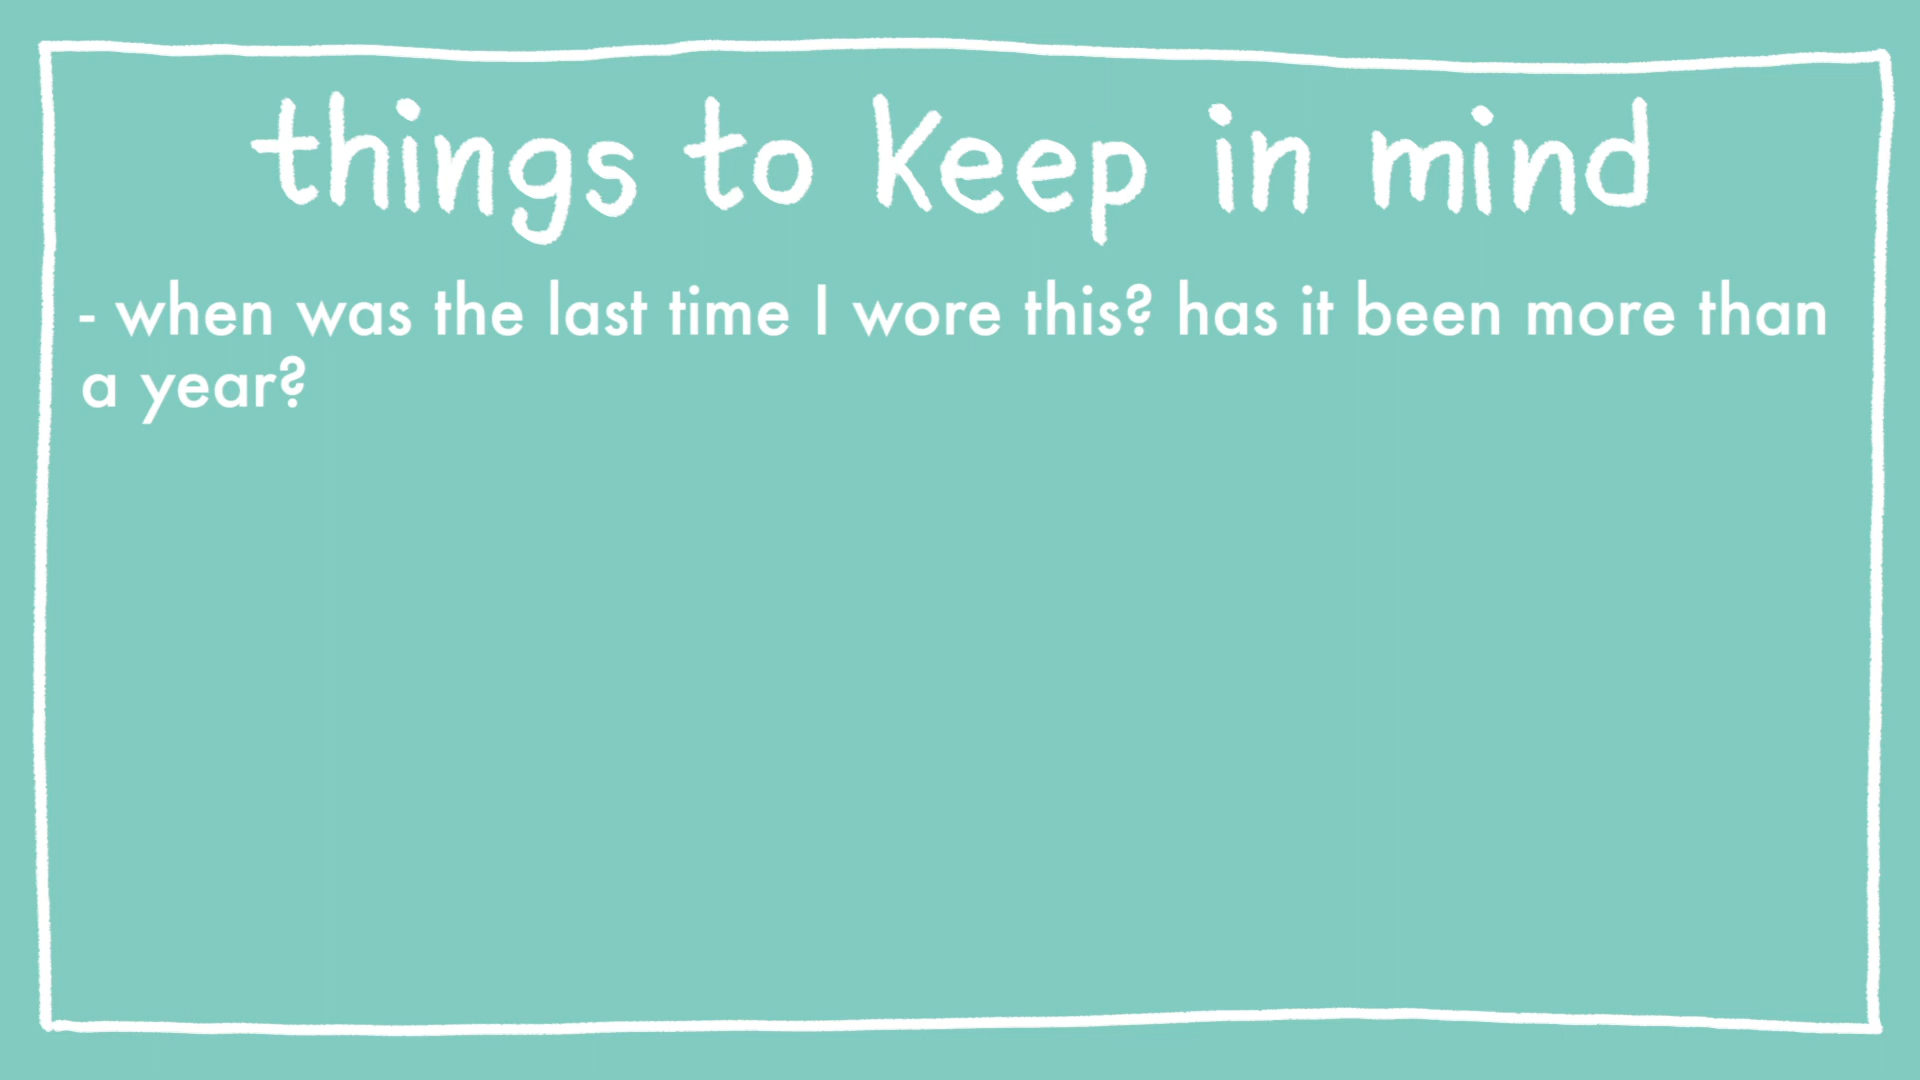 things to keep in mind
- when was the last time I wore this? has it been more than
a year?